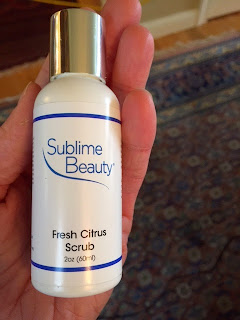 Sublime
Beauty®
Fresh Citrus
Scrub
2oz (60ml)